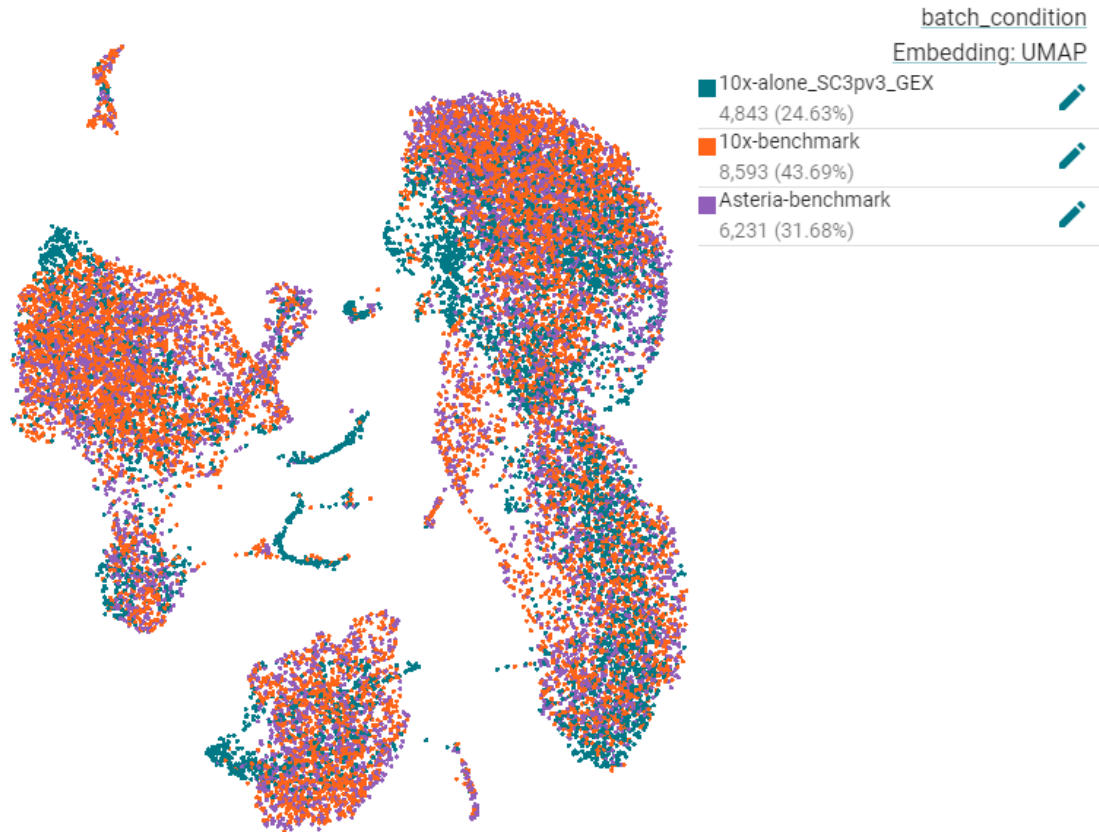 batch_condition
Embedding: UMAP
10x-alone_SC3pv3_GEX
4,843 (24.63%)
10x-benchmark
8,593 (43.69%)
Asteria-benchmark
6,231 (31.68%)